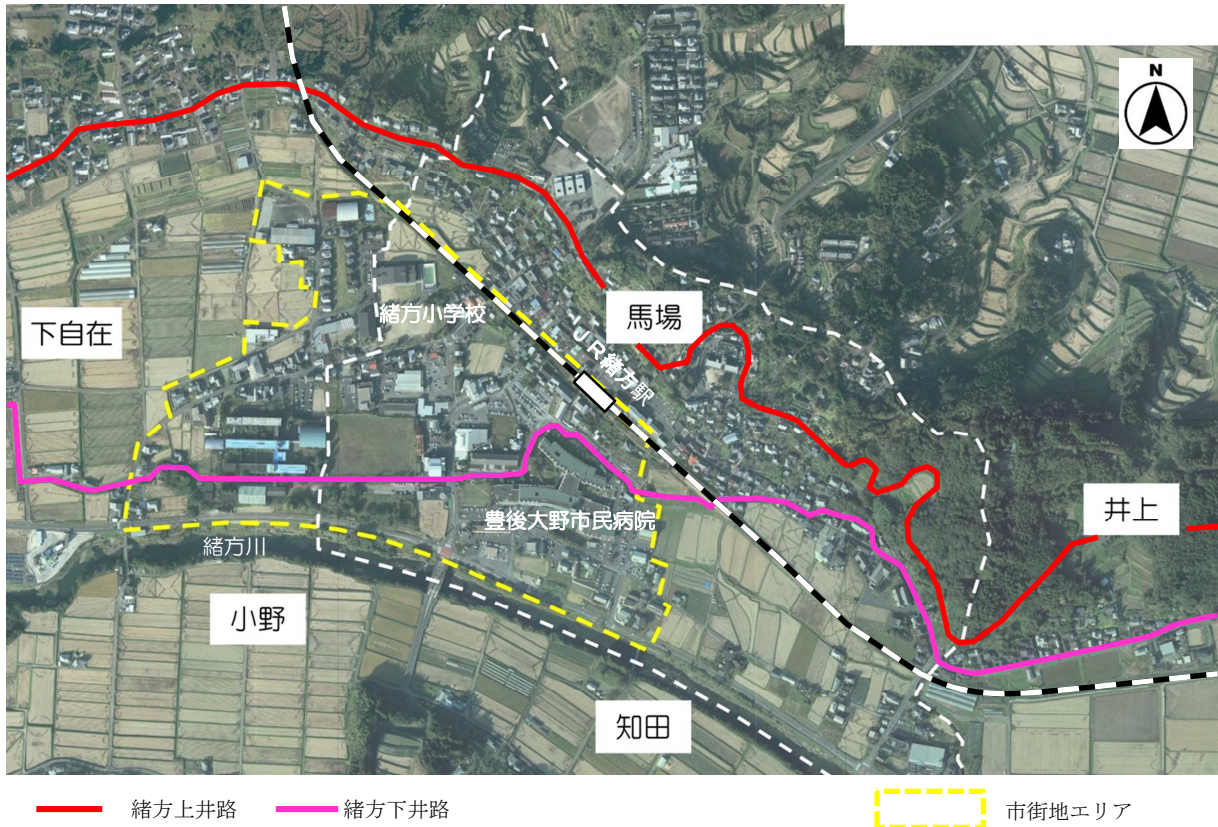 N
緒方小学校
馬場
下自在
JR緒方駅
井上
豊後大野市民病院
緒方川
小野
知田
緒方上井路
緒方下井路
市街地エリア